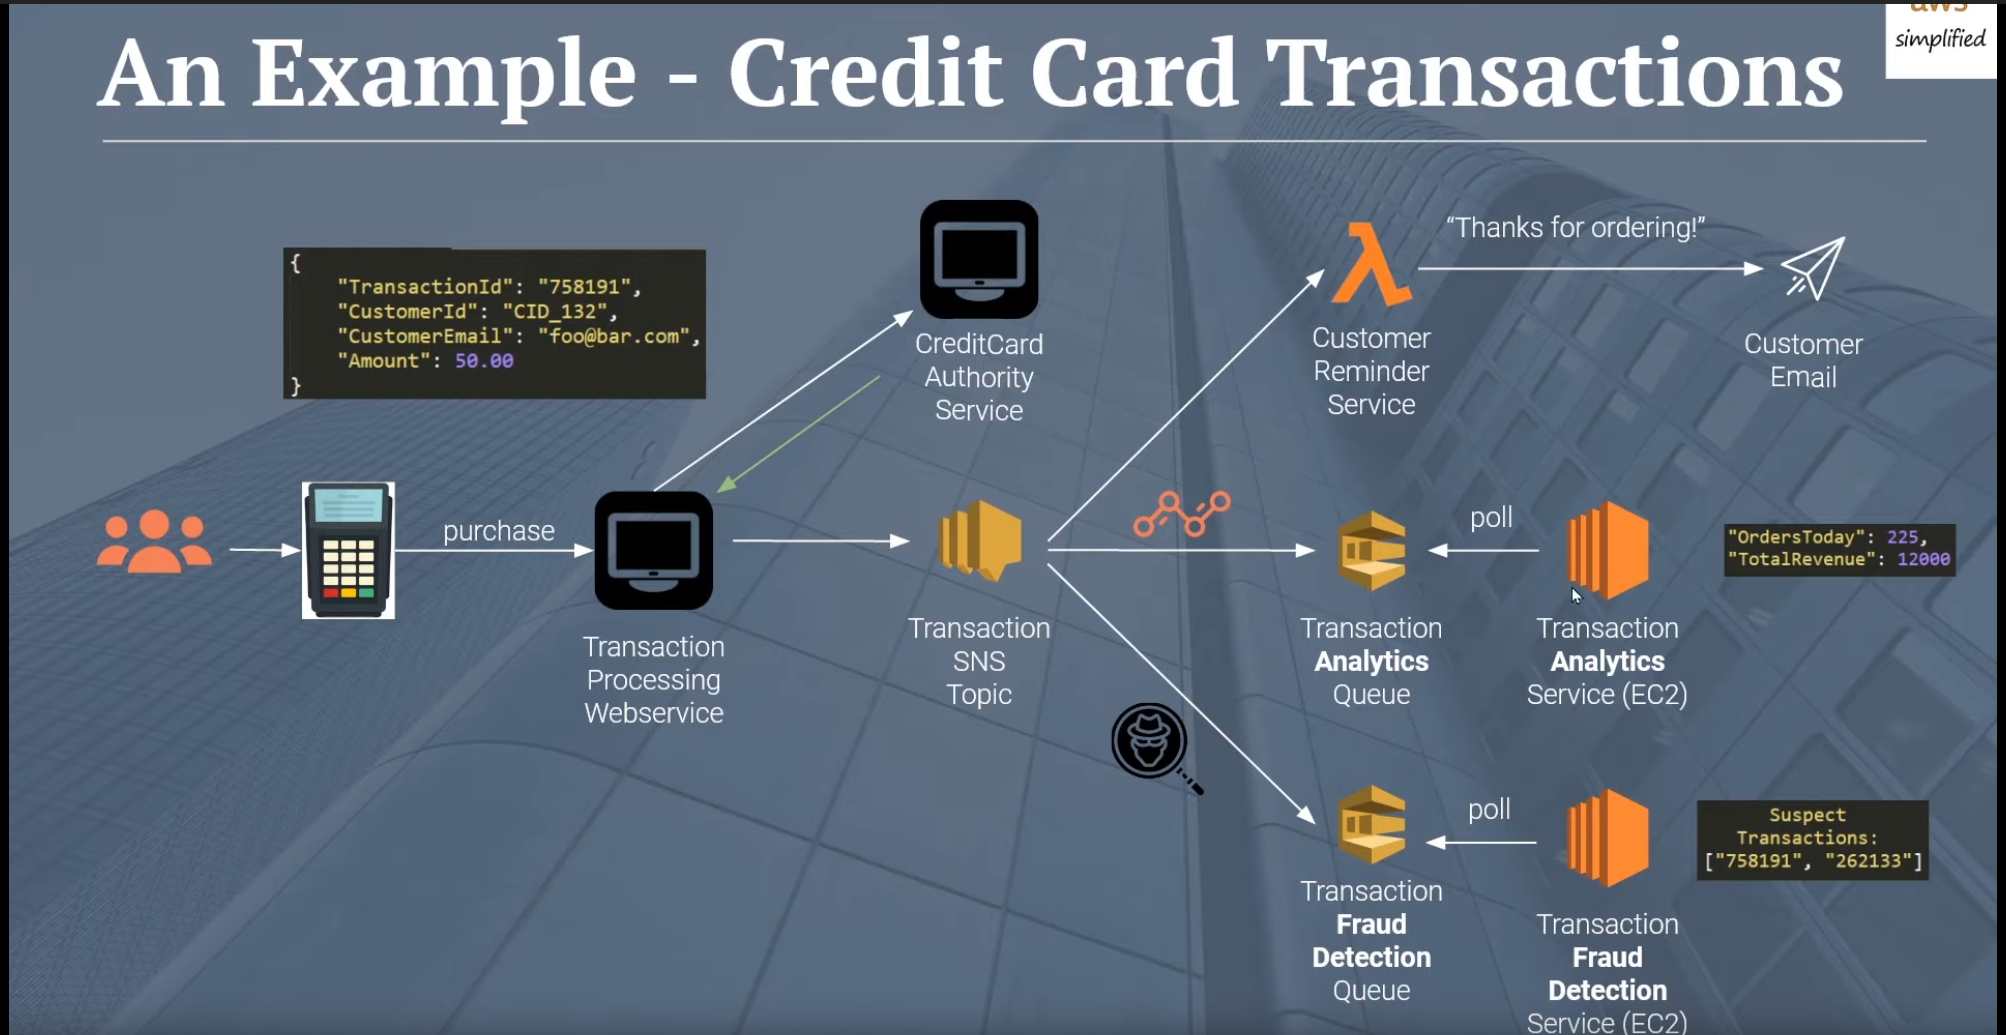 aws
simplified
An Example - Credit Card Transactions
{
"TransactionId": "758191",
"CustomerId": "CID_132",
"CustomerEmail": "foo@bar.com",
"Amount": 50.00
}
purchase
Transaction
Processing
Webservice
CreditCard
Authority
Service
Transaction
SNS
Topic
Customer
Reminder
Service
“Thanks for ordering!”
Customer
Email
Transaction
Analytics
Queue
poll
Transaction
Analytics
Service (EC2)
"OrdersToday": 225,
"TotalRevenue": 12000
Transaction
Fraud
Detection
Queue
poll
Transaction
Fraud
Detection
Service (EC2)
Suspect
Transactions:
["758191", "262133"]